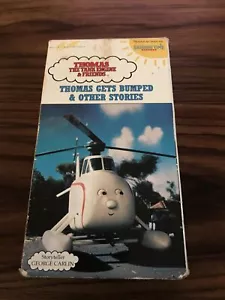 THOMAS
THE TANK ENGINE
& FRIENDS
THOMAS GETS BUMPED
& OTHER STORIES
Storyteller
GEORGE CARLIN